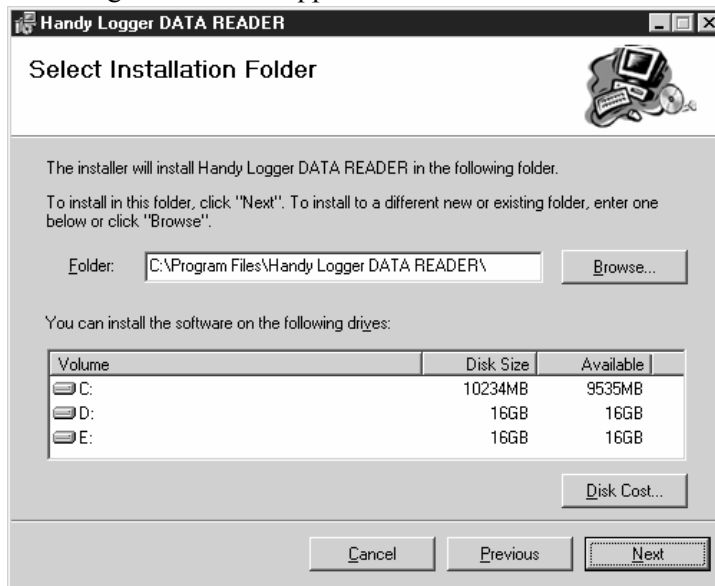 Handy Logger DATA READER
Select Installation Folder
The installer will install Handy Logger DATA READER in the following folder.
To install in this folder, click "Next". To install to a different new or existing folder, enter one
below or click "Browse".
Folder: C:\Program Files\Handy Logger DATA READER\ Browse...
You can install the software on the following drives:
Volume Disk Size Available
C: 10234MB 9535MB
D: 16GB 16GB
E: 16GB 16GB
Disk Cost...
Cancel Previous Next